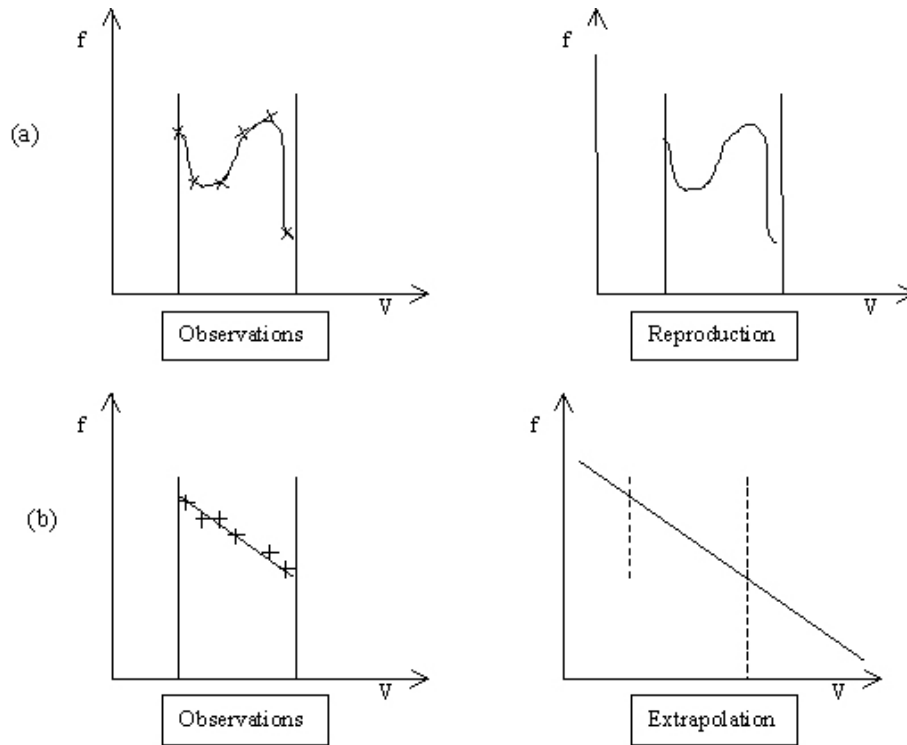 f
f
(a)
V
V
Observations
Reproduction
f
f
(b)
V
V
Observations
Extrapolation